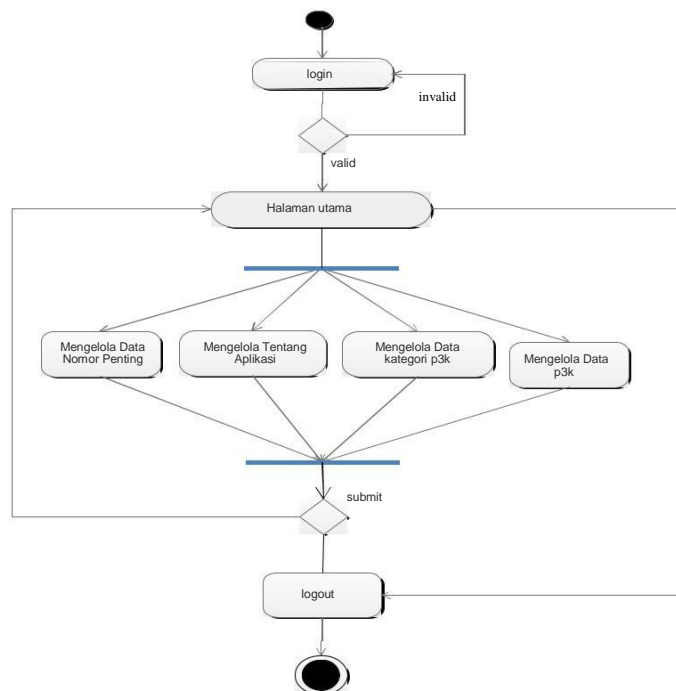 login
invalid
valid
Halaman utama
Mengelola Data
Nomor Penting
Mengelola Tentang
Aplikasi
Mengelola Data
kategori p3k
Mengelola Data
p3k
submit
logout